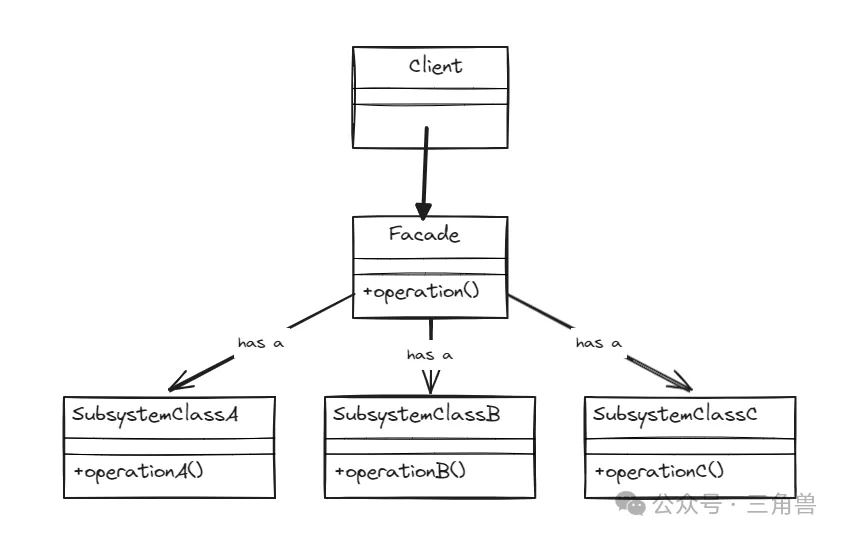 Client
Facade
+operation()
has a
has a
has a
SubsystemClassA
SubsystemClassB
SubsystemClassC
+operationA()
+operationB()
+operationC()
公众号 · 三角兽